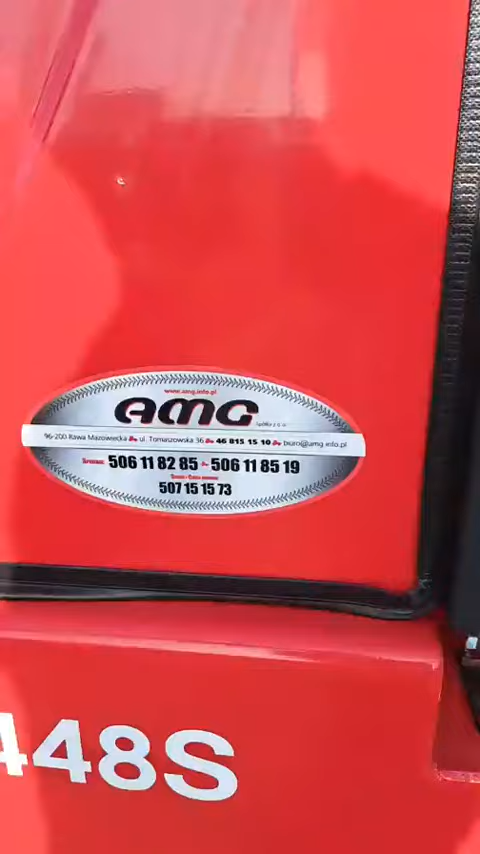 www.amg.info.pl
AMG
96-200 Rawa Mazowiecka ul. Tomaszowska 36 46 815 15 10 biuro@amg.info.pl
506 11 82 85 - 506 11 85 19
507 15 15 73
448S